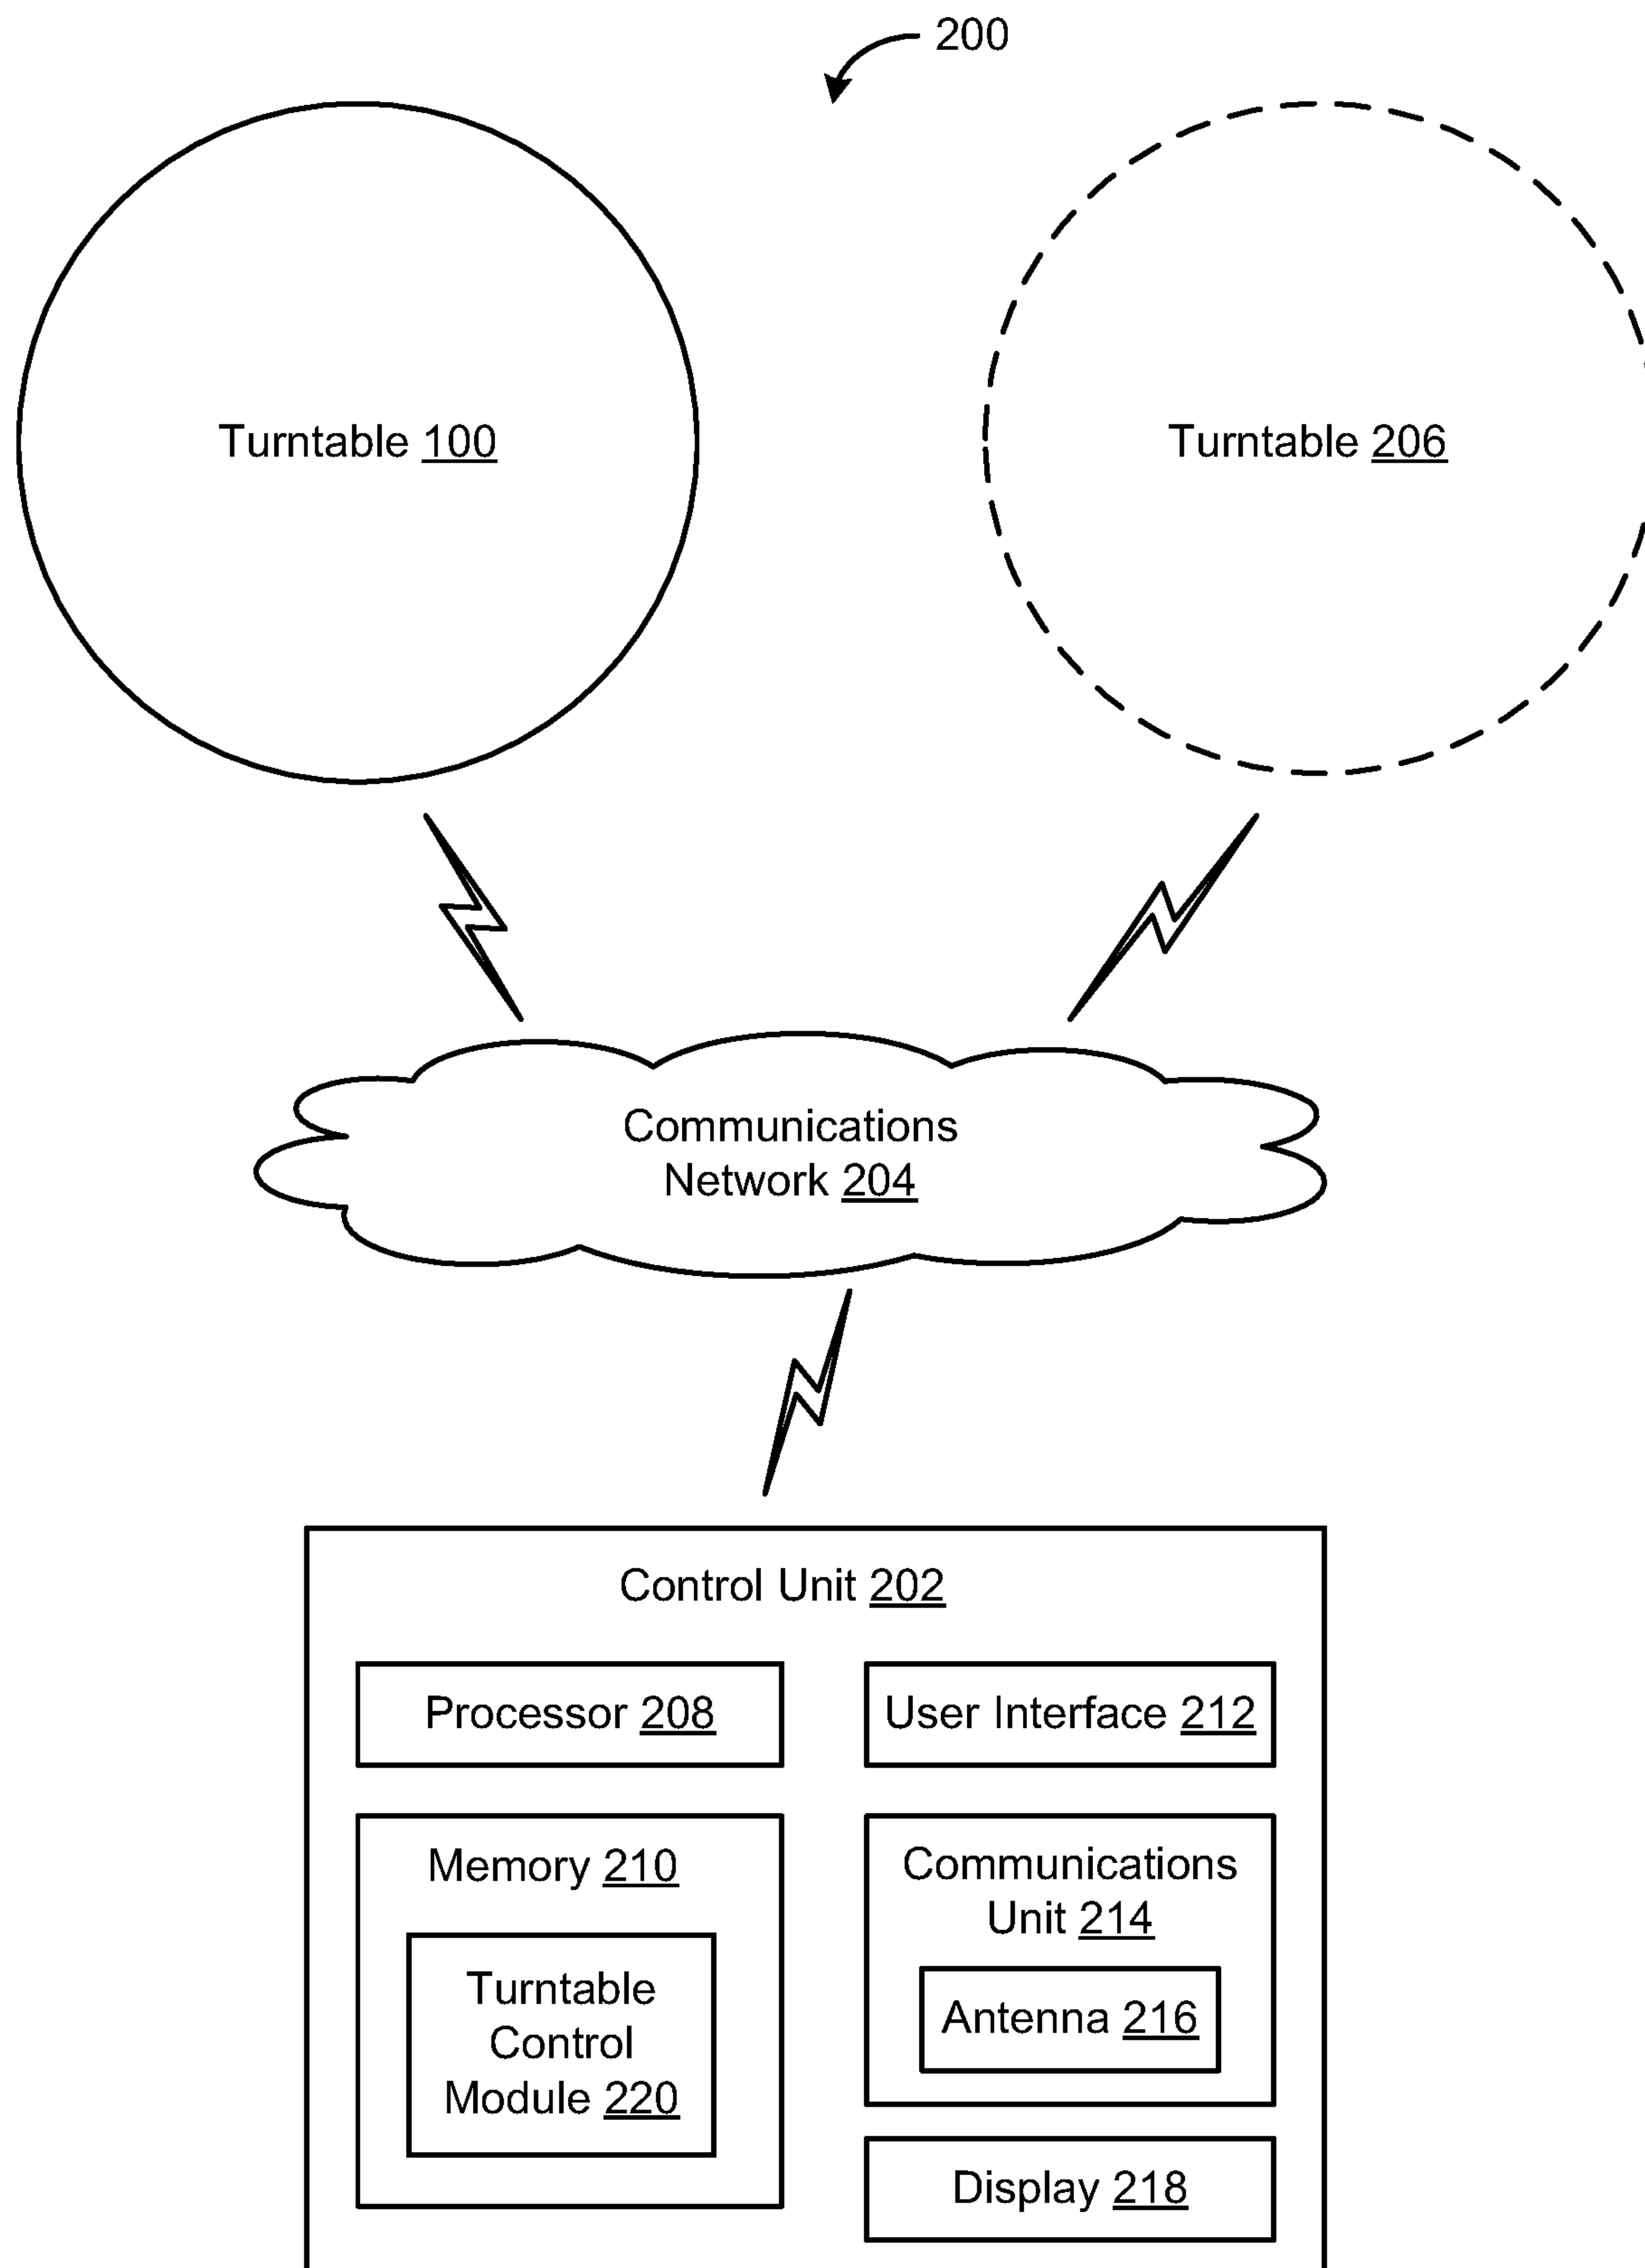 200
Turntable 100
Turntable 206
Communications
Network 204
Control Unit 202
Processor 208
User Interface 212
Memory 210
Communications
Unit 214
Turntable
Control
Module 220
Antenna 216
Display 218